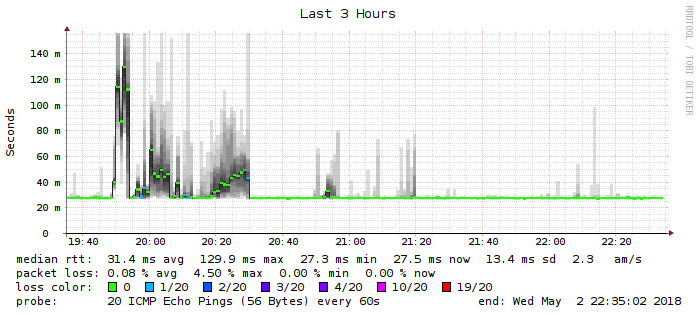 Last 3 Hours
RRDTOOL / TOBI OETIKER
Seconds
140 m
120 m
100 m
80 m
60 m
40 m
20 m
0
19:40 20:00 20:20 20:40 21:00 21:20 21:40 22:00 22:20
median rtt: 31.4 ms avg 129.9 ms max 27.3 ms min 27.5 ms now 13.4 ms sd 2.3 am/s
packet loss: 0.08 % avg 4.50 % max 0.00 % min 0.00 % now
loss color: 0 1/20 2/20 3/20 4/20 10/20 19/20
probe: 20 ICMP Echo Pings (56 Bytes) every 60s end: Wed May 2 22:35:02 2018